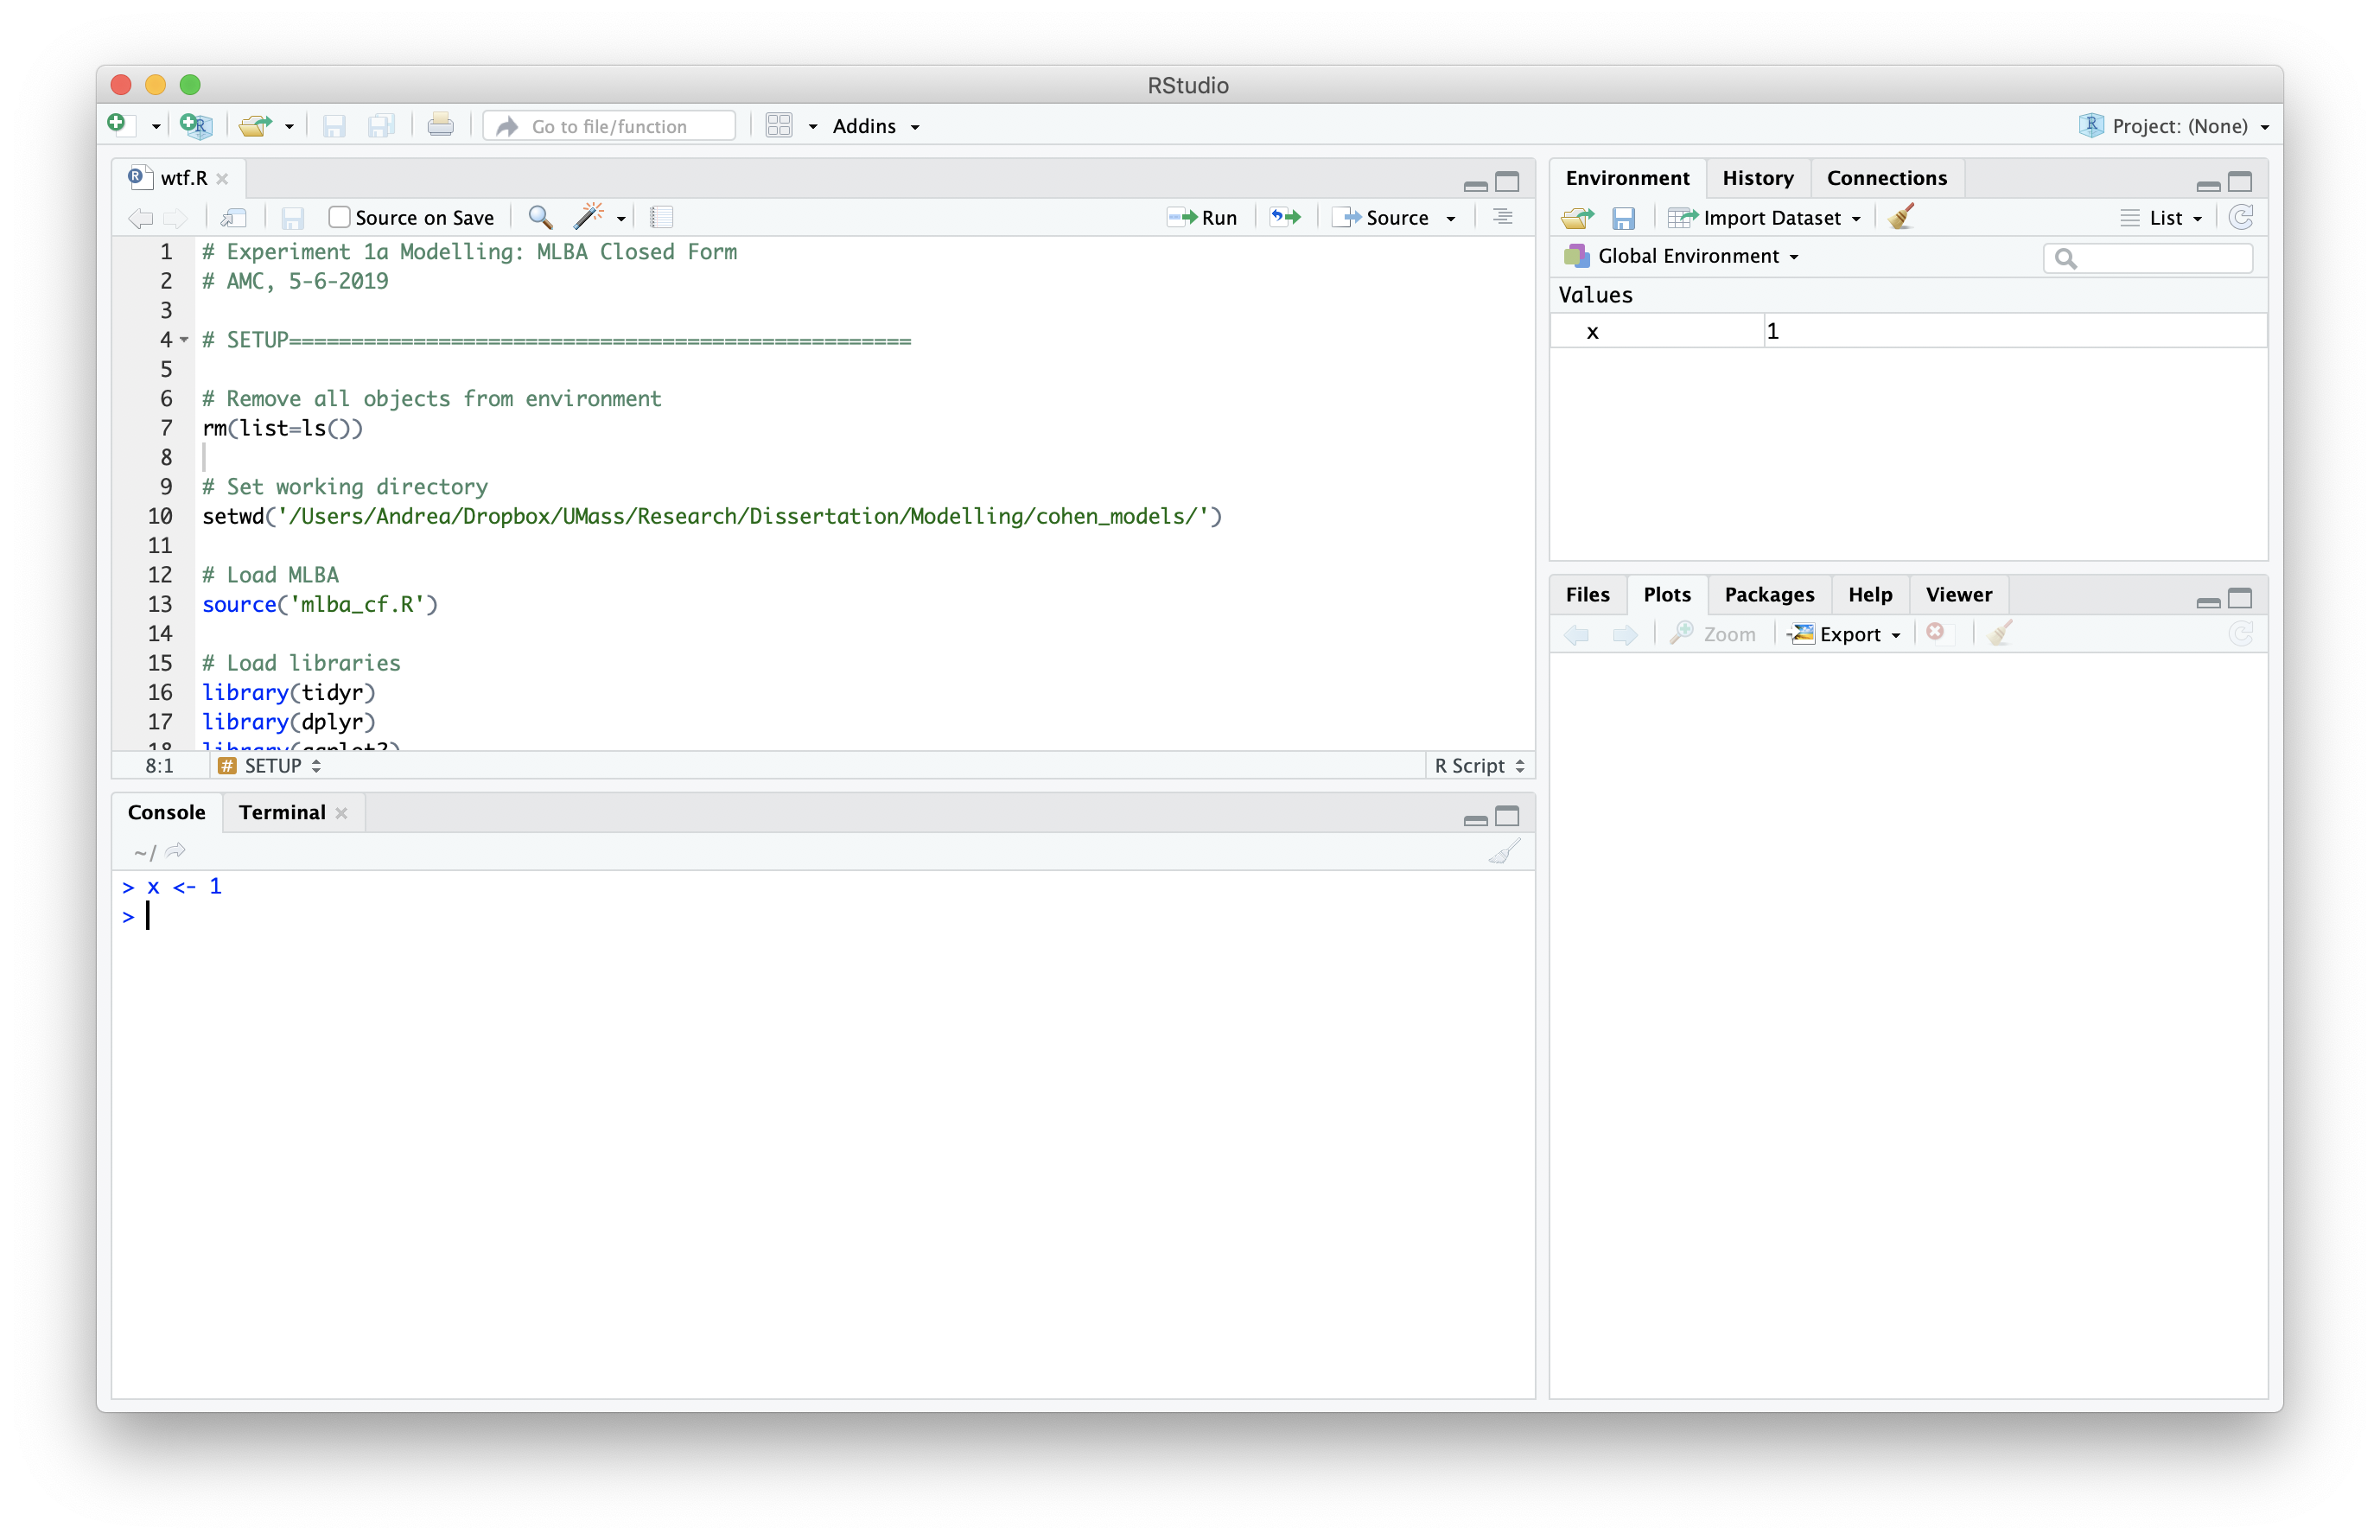 RStudio
Go to file/function
Addins
Project: (None)
wtf.R
Source on Save
Run
Source
1 # Experiment 1a Modelling: MLBA Closed Form
2 # AMC, 5-6-2019
3
4 # SETUP==================================================
5
6 # Remove all objects from environment
7 rm(list=ls())
8
9 # Set working directory
10 setwd('/Users/Andrea/Dropbox/UMass/Research/Dissertation/Modelling/cohen_models/')
11
12 # Load MLBA
13 source('mlba_cf.R')
14
15 # Load libraries
16 library(tidyr)
17 library(dplyr)
18 library(ggplot2)
8:1 # SETUP R Script
Console Terminal
~/
> x <- 1
>
Environment History Connections
Import Dataset List
Global Environment
Values
x 1
Files Plots Packages Help Viewer
Zoom Export